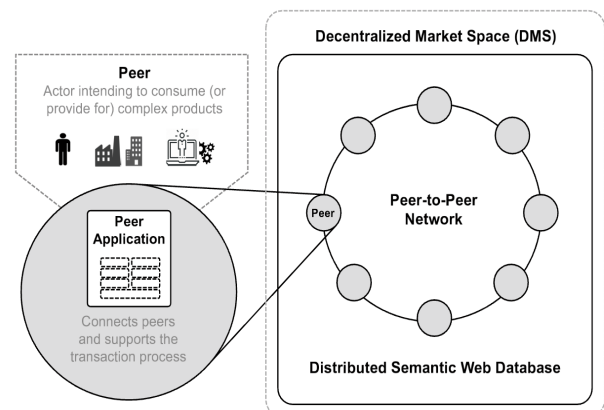 Decentralized Market Space (DMS)
Peer
Actor intending to consume (or
provide for) complex products
Peer
Application
Connects peers
and supports the
transaction process
Peer
Peer-to-Peer
Network
Distributed Semantic Web Database